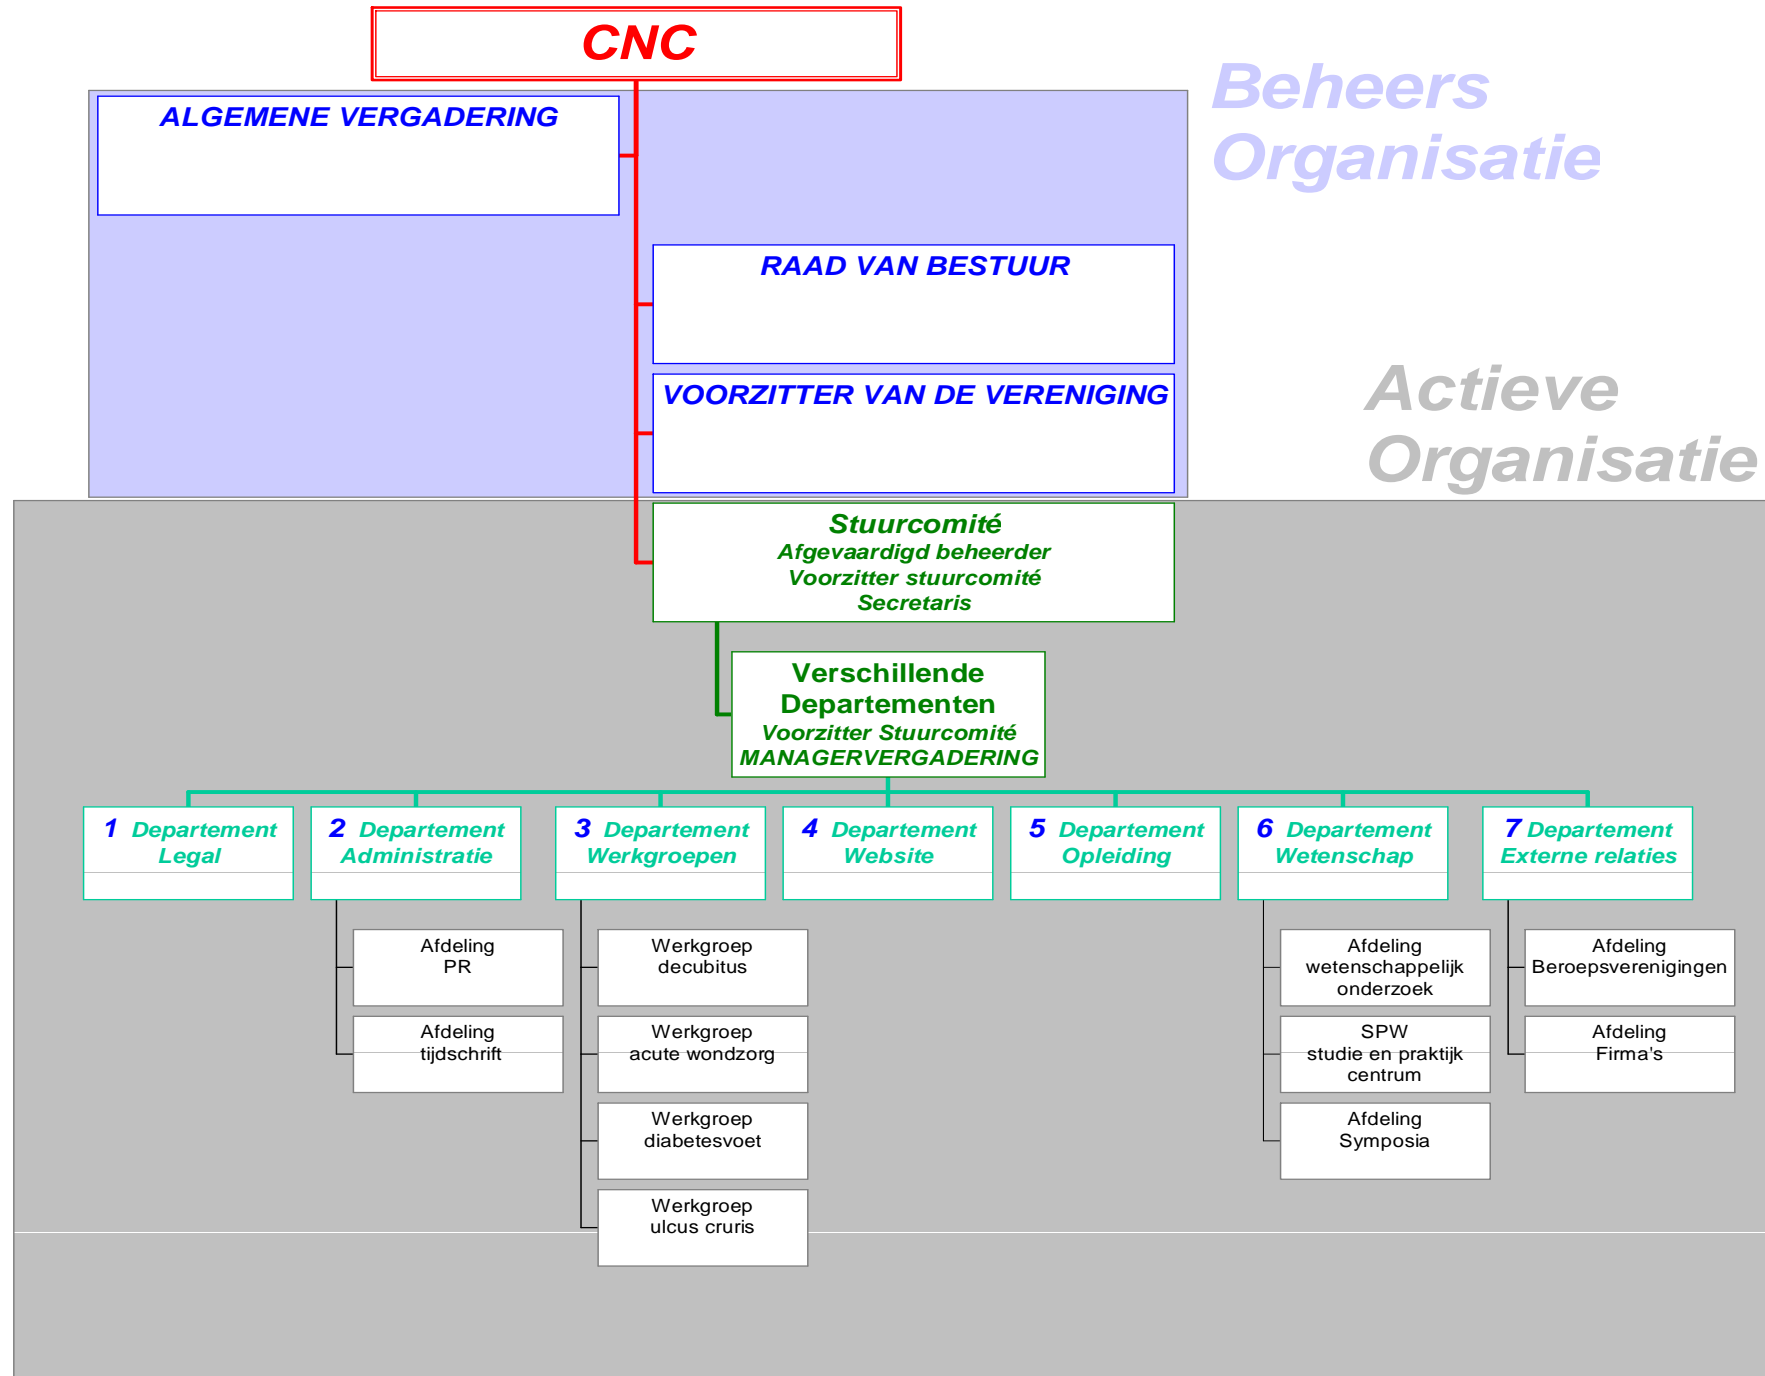 CNC
Beheers
Organisatie
ALGEMENE VERGADERING
RAAD VAN BESTUUR
VOORZITTER VAN DE VERENIGING
Actieve
Organisatie
Stuurcomité
Afgevaardigd beheerder
Voorzitter stuurcomité
Secretaris
Verschillende
Departementen
Voorzitter Stuurcomité
MANAGERVERGADERING
1 Departement
Legal
2 Departement
Administratie
3 Departement
Werkgroepen
4 Departement
Website
5 Departement
Opleiding
6 Departement
Wetenschap
7 Departement
Externe relaties
Afdeling
PR
Afdeling
tijdschrift
Werkgroep
decubitus
Werkgroep
acute wondzorg
Werkgroep
diabetesvoet
Werkgroep
ulcus cruris
Afdeling
wetenschappelijk
onderzoek
SPW
studie en praktijk
centrum
Afdeling
Symposia
Afdeling
Beroepsverenigingen
Afdeling
Firma's